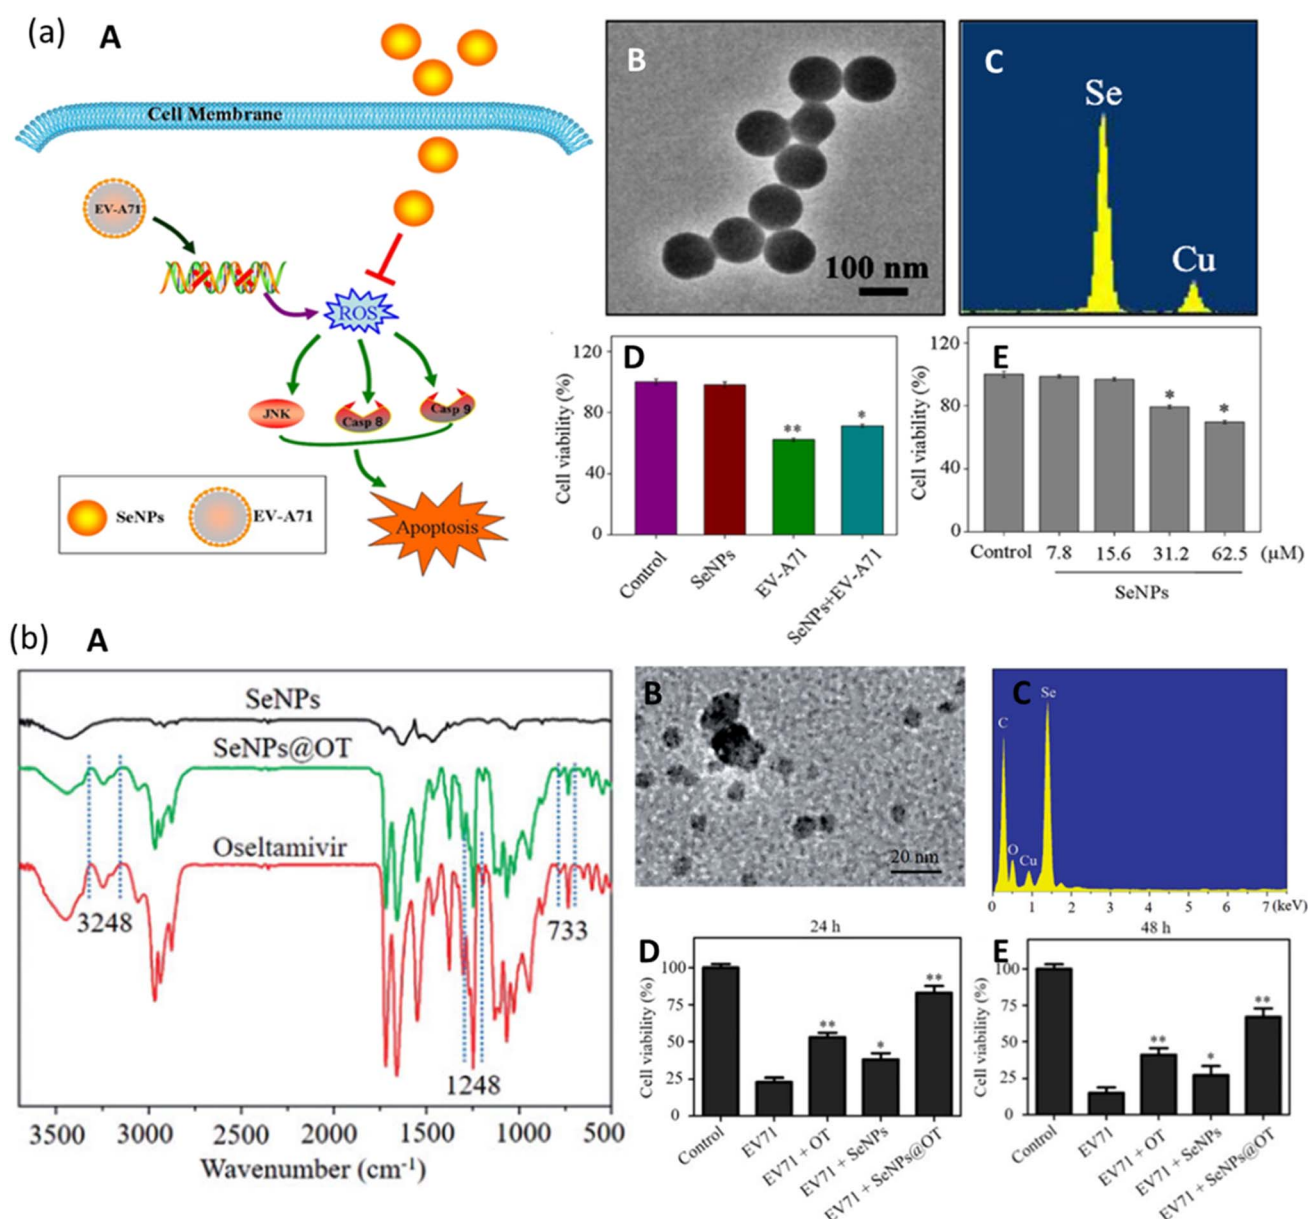 (a)
A
Cell Membrane
EV-A71
ROS
JNK
Casp 8
Casp 9
Apoptosis
SeNPs
EV-A71
B
100 nm
C
Se
Cu
D
Cell viability (%)
120
80
40
0
**
*
Control
SeNPs
EV-A71
SeNPs+EV-A71
E
Cell viability (%)
120
80
40
0
*
*
Control
7.8
15.6
31.2
62.5
(μM)
SeNPs
(b)
A
SeNPs
SeNPs@OT
Oseltamivir
3248
733
1248
3500
3000
2500
2000
1500
1000
500
Wavenumber (cm-1)
B
20 nm
C
C
O
Cu
Se
0
1
2
3
4
5
6
7(keV)
D
24 h
Cell viability (%)
100
75
50
25
0
**
*
**
Control
EV71
EV71 + OT
EV71 + SeNPs
EV71 + SeNPs@OT
E
48 h
Cell viability (%)
100
75
50
25
0
**
*
**
Control
EV71
EV71 + OT
EV71 + SeNPs
EV71 + SeNPs@OT